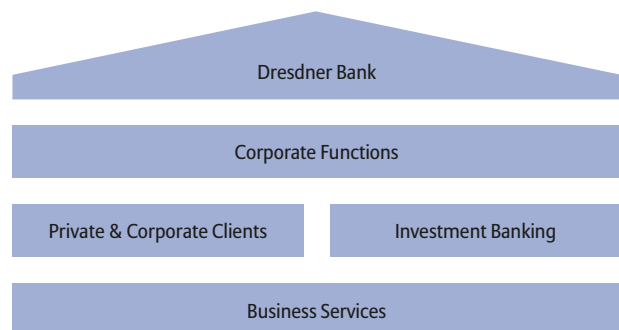 Dresdner Bank
Corporate Functions
Private & Corporate Clients
Investment Banking
Business Services